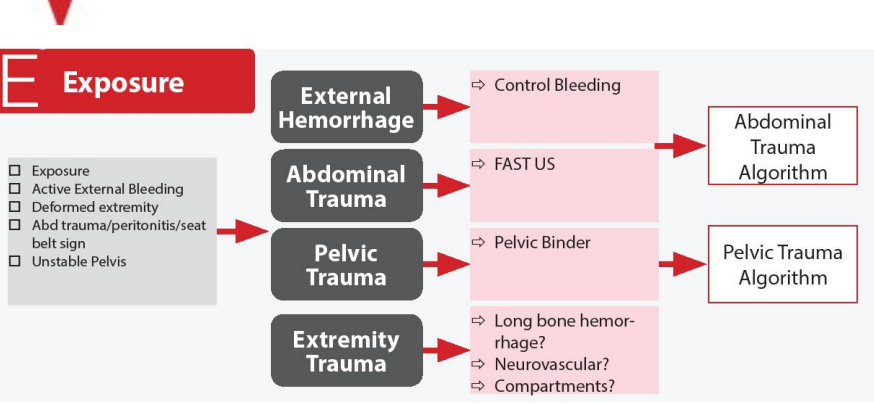 E Exposure
☐ Exposure
☐ Active External Bleeding
☐ Deformed extremity
☐ Abd trauma/peritonitis/seat
belt sign
☐ Unstable Pelvis
External
Hemorrhage
⇨ Control Bleeding
Abdominal
Trauma
⇨ FAST US
Pelvic
Trauma
⇨ Pelvic Binder
Extremity
Trauma
⇨ Long bone hemor-
rhage?
⇨ Neurovascular?
⇨ Compartments?
Abdominal
Trauma
Algorithm
Pelvic Trauma
Algorithm